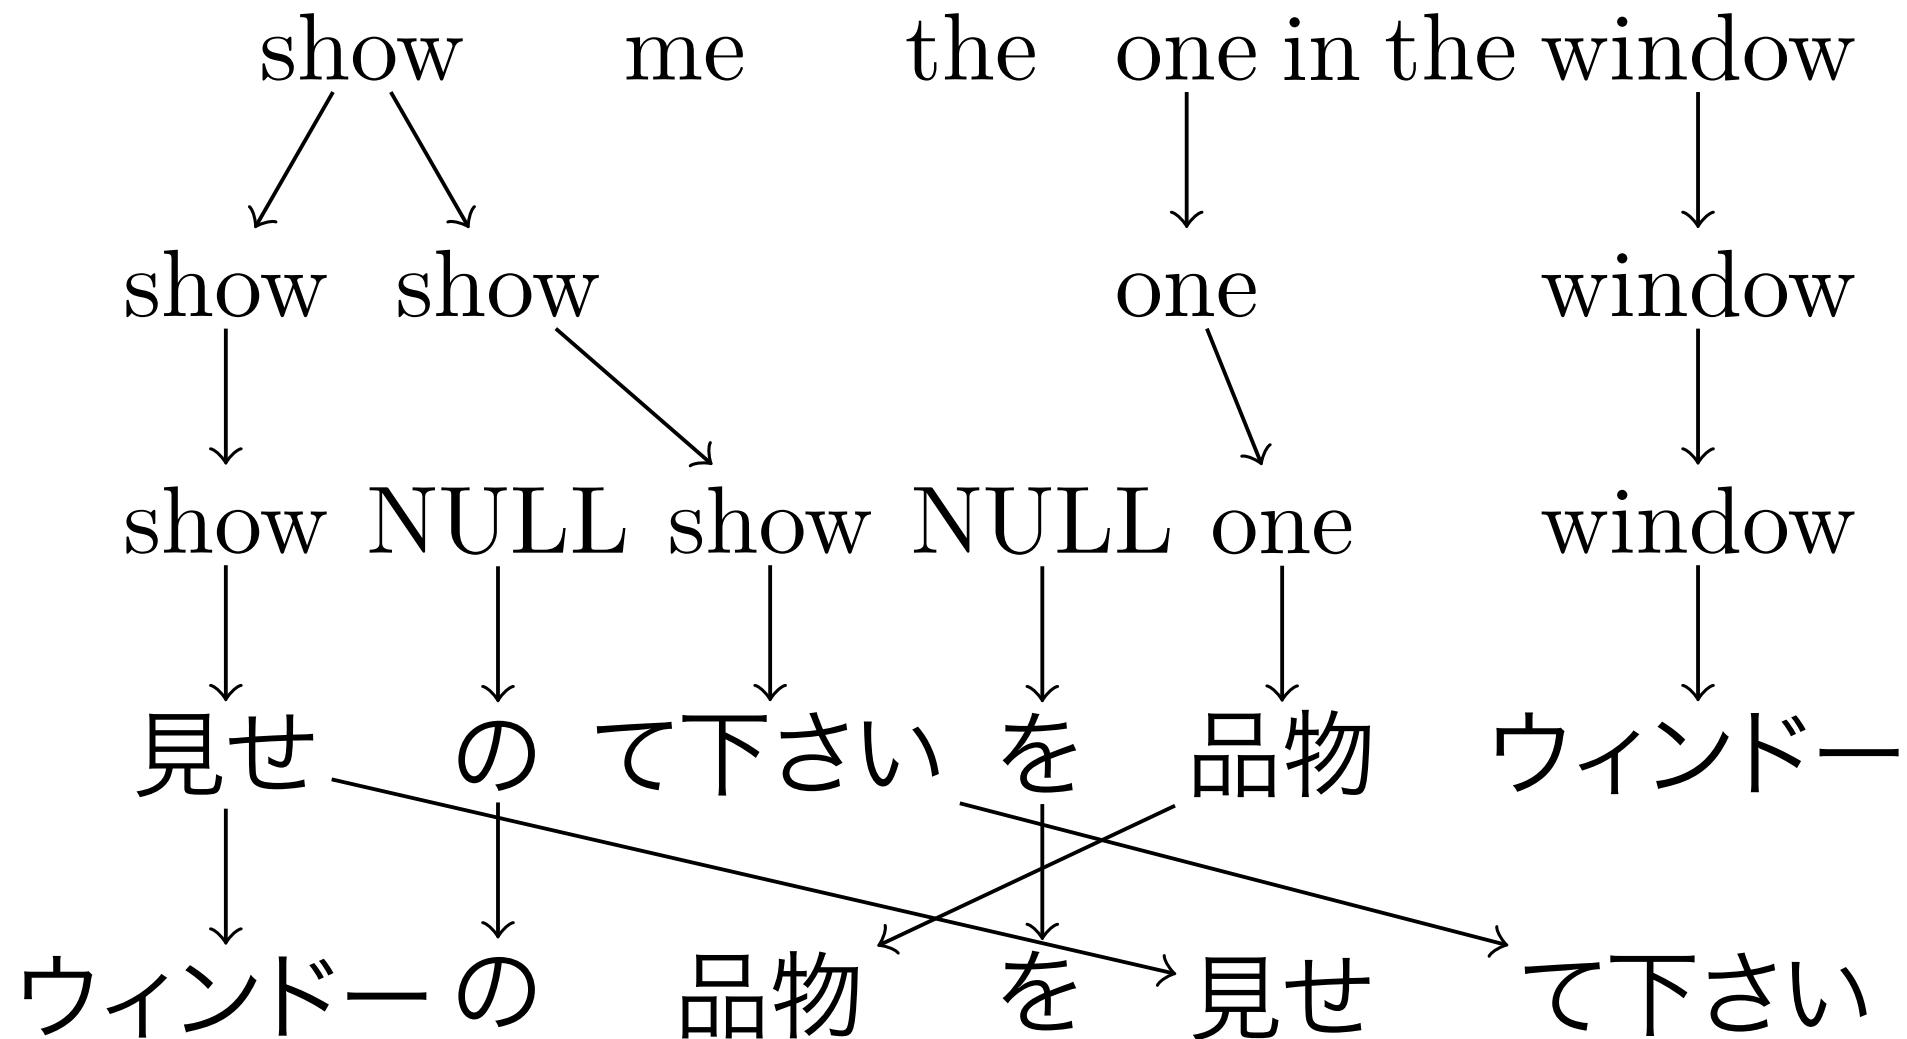 show me the one in the window
show show one window
show NULL show NULL one window
見せ の て下さい を 品物 ウィンドー
ウィンドー の 品物 を 見せ て下さい